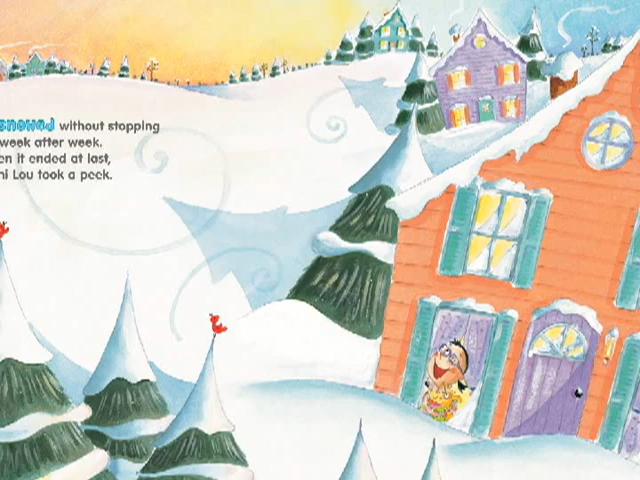 snowed without stopping
week after week.
it ended at last,
Lou took a peek.